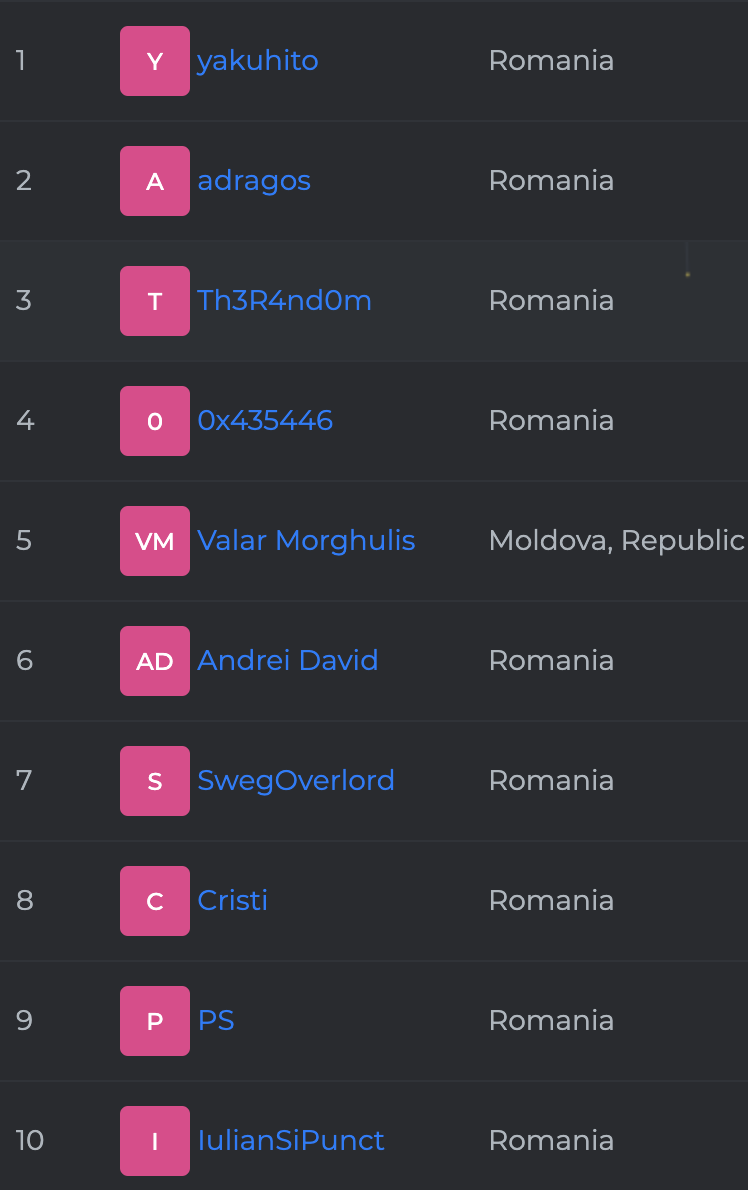 1 Y yakuhito Romania
2 A adragos Romania
3 T Th3R4nd0m Romania
4 0 0x435446 Romania
5 VM Valar Morghulis Moldova, Republic
6 AD Andrei David Romania
7 S SwegOverlord Romania
8 C Cristi Romania
9 P PS Romania
10 I IulianSiPunct Romania